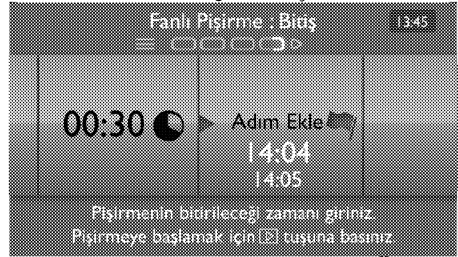 Fanlı Pişirme : Bitiş 13:45
00:30 Adım Ekle
14:04
14:05
Pişirmenin bitirileceği zamanı giriniz.
Pişirmeye başlamak için tuşuna basınız.